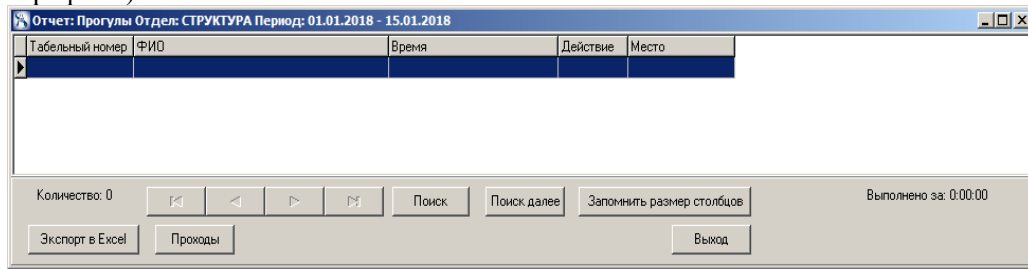 Отчет: Прогулы Отдел: СТРУКТУРА Период: 01.01.2018 - 15.01.2018
Табельный номер ФИО Время Действие Место
Количество: 0 Поиск Поиск далее Запомнить размер столбцов Выполнено за: 0:00:00
Экспорт в Excel Проходы Выход